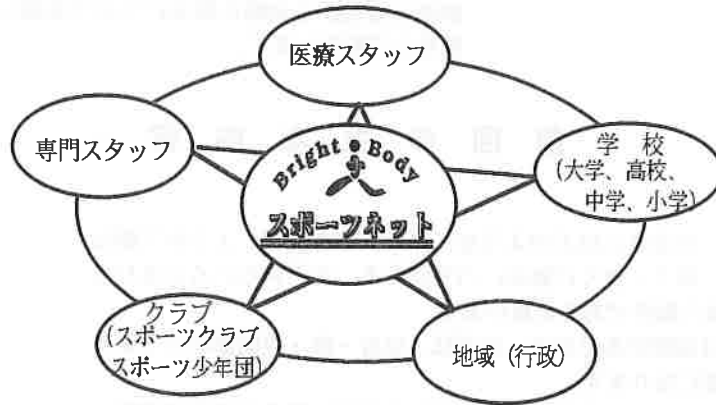 医療スタッフ
専門スタッフ
Bright ● Body
スポーツネット
学 校
(大学、高校、
中学、小学)
クラブ
(スポーツクラブ
スポーツ少年団)
地域 (行政)